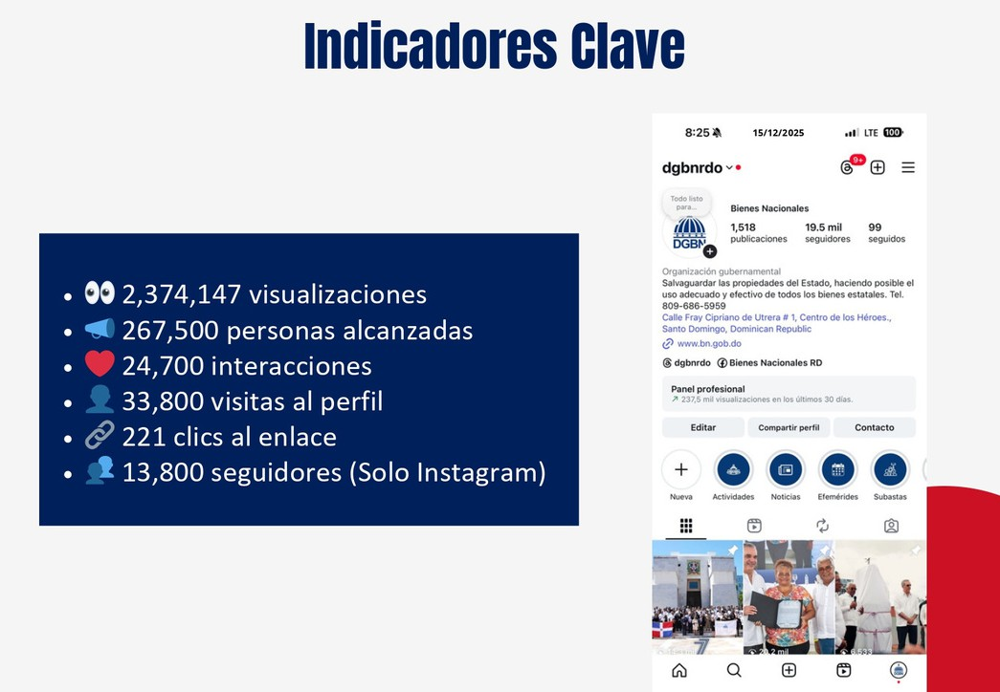 Indicadores Clave
• 👀 2,374,147 visualizaciones
• 📣 267,500 personas alcanzadas
• ❤️ 24,700 interacciones
• 👤 33,800 visitas al perfil
• 🔗 221 clics al enlace
• 👥 13,800 seguidores (Solo Instagram)
8:25 15/12/2025 LTE 100
dgbnrdo 9+
Todo listo
para...
DGBN
Bienes Nacionales
1,518 19.5 mil 99
publicaciones seguidores seguidos
Organización gubernamental
Salvaguardar las propiedades del Estado, haciendo posible el
uso adecuado y efectivo de todos los bienes estatales. Tel.
809-686-5959
Calle Fray Cipriano de Utrera # 1, Centro de los Héroes.,
Santo Domingo, Dominican Republic
www.bn.gob.do
dgbnrdo Bienes Nacionales RD
Panel profesional
237,5 mil visualizaciones en los últimos 30 días.
Editar Compartir perfil Contacto
Nueva Actividades Noticias Efemérides Subastas
20,2 mil 6,533